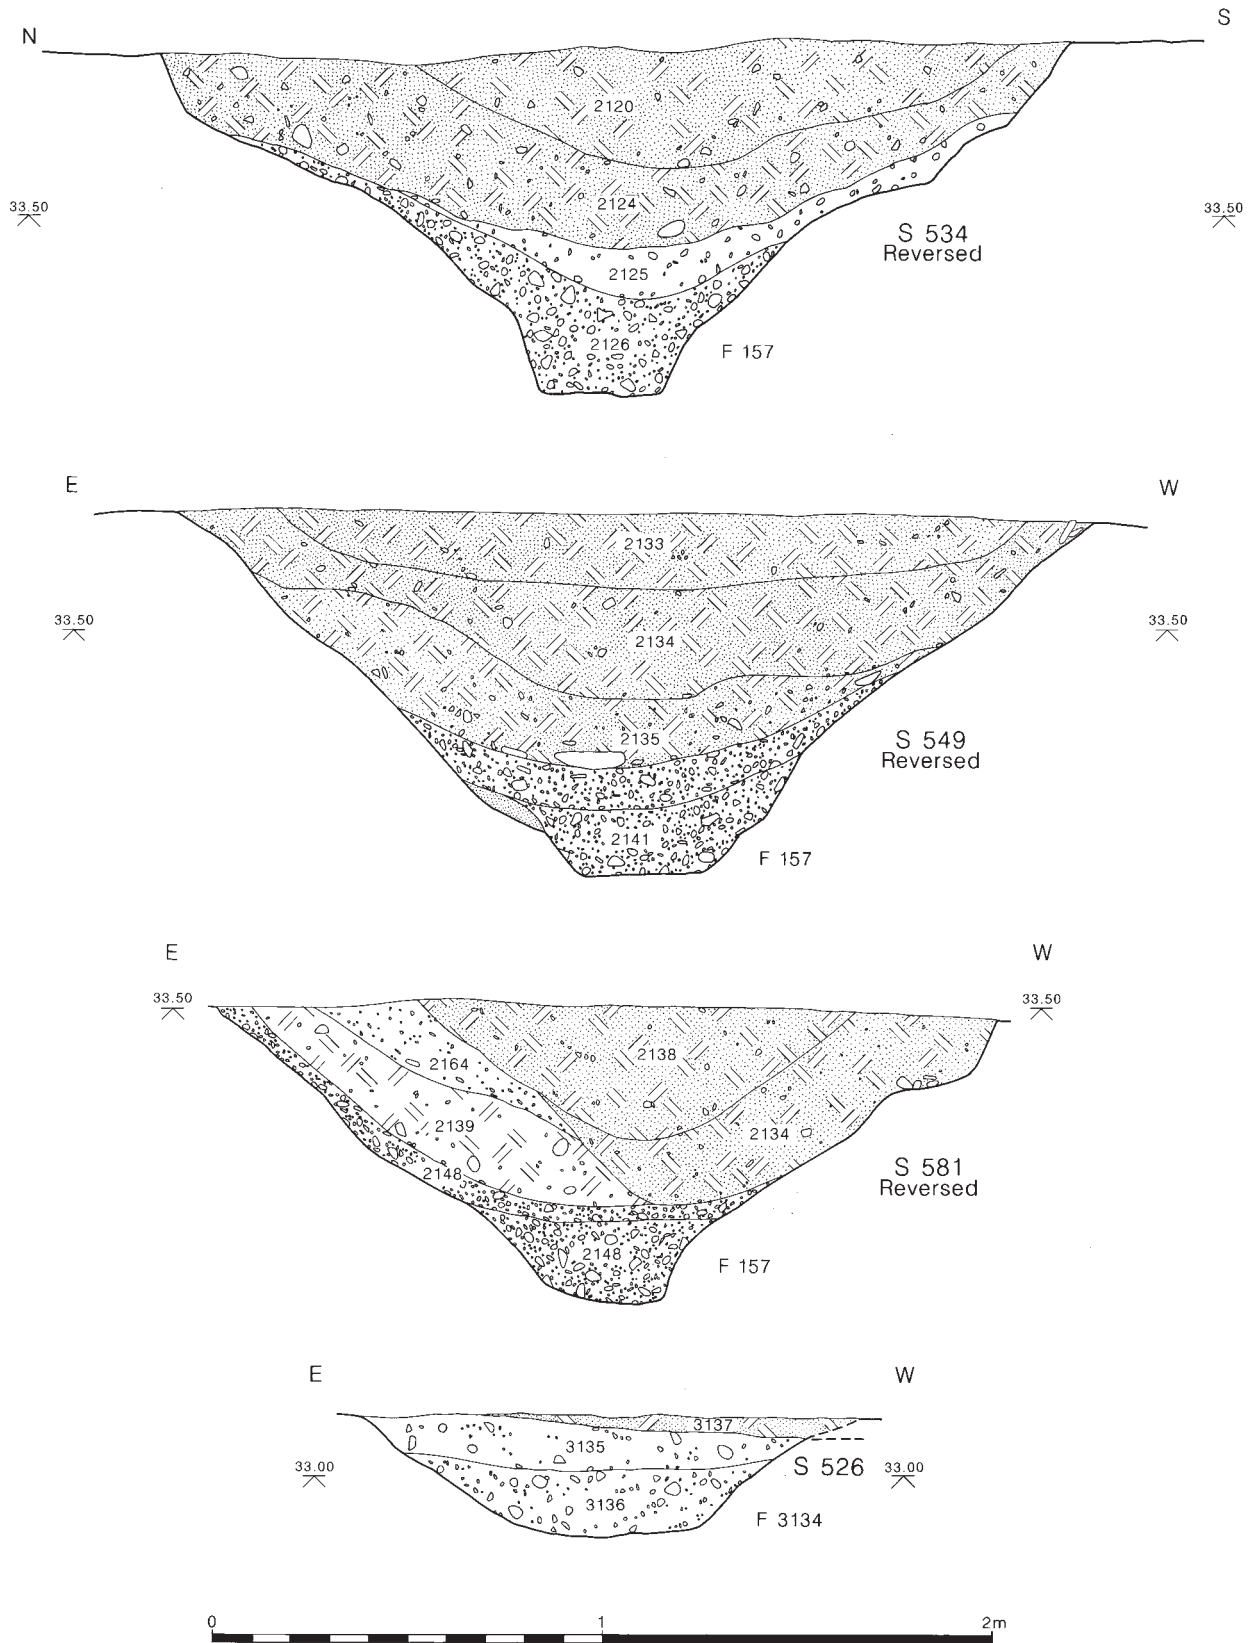 N S
2120
33.50 2124 33.50
S 534
Reversed
2125
2126 F 157
E W
2133
33.50 2134 33.50
2135 S 549
Reversed
2141 F 157
E W
33.50 33.50
2138
2164
2139 2134
2148 S 581
Reversed
2148 F 157
E W
3137
3135
33.00 S 526 33.00
3136
F 3134
0 1 2m